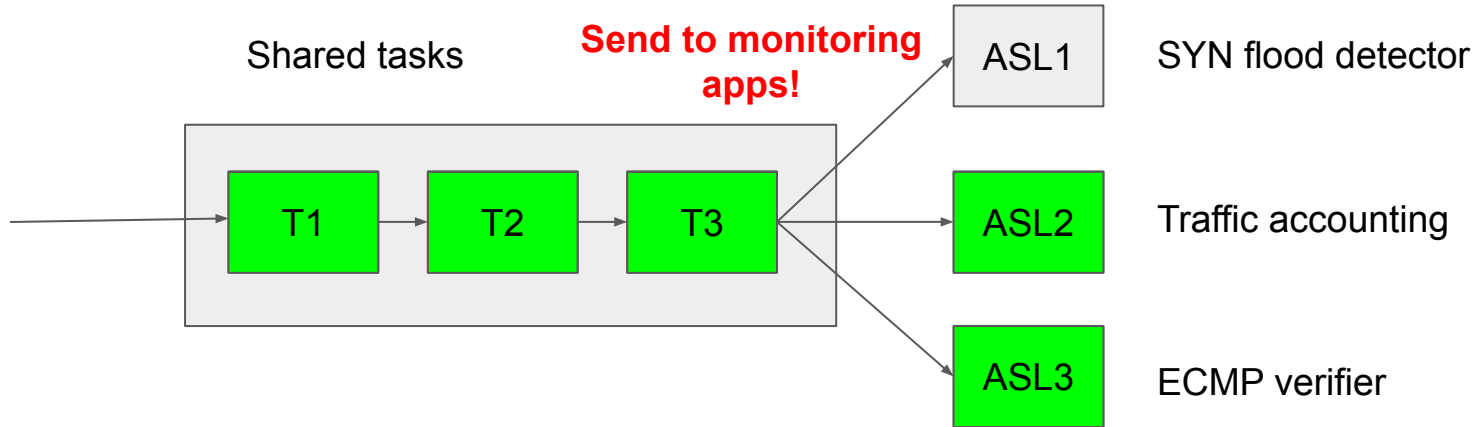 Shared tasks
Send to monitoring
apps!
ASL1
SYN flood detector
T1
T2
T3
ASL2
Traffic accounting
ASL3
ECMP verifier